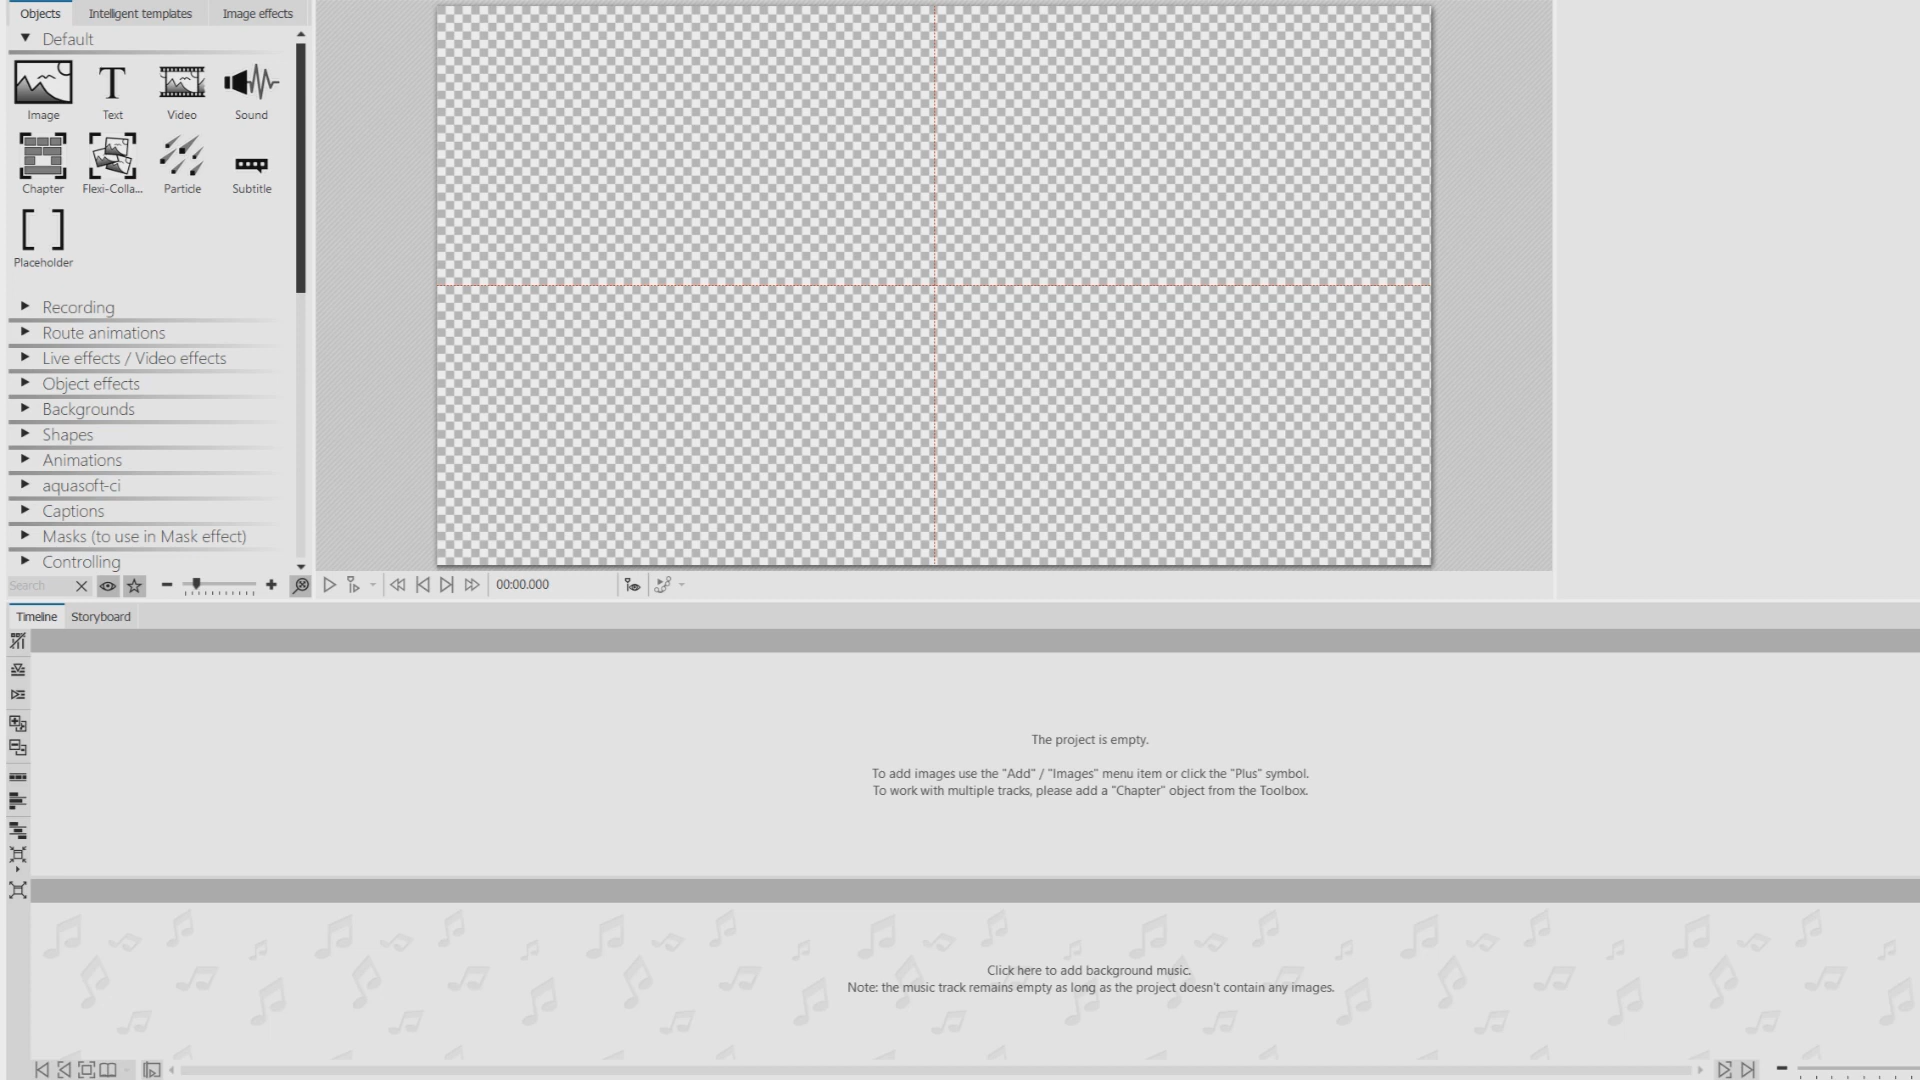 Objects Intelligent templates Image effects
Default
Image Text Video Sound
Chapter Flexi-Colla... Particle Subtitle
Placeholder
Recording
Route animations
Live effects / Video effects
Object effects
Backgrounds
Shapes
Animations
aquasoft-ci
Captions
Masks (to use in Mask effect)
Controlling
Search
00:00.000
Timeline Storyboard
The project is empty.
To add images use the "Add" / "Images" menu item or click the "Plus" symbol.
To work with multiple tracks, please add a "Chapter" object from the Toolbox.
Click here to add background music.
Note: the music track remains empty as long as the project doesn't contain any images.